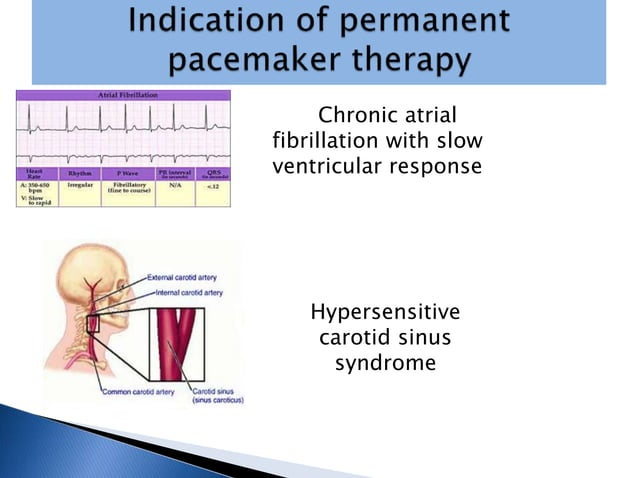 Indication of permanent
pacemaker therapy
Atrial Fibrillation
Heart
Rate
Rhythm
P Wave
PR interval
(in seconds)
QRS
(in seconds)
A: 350-650
bpm
V: Slow
to rapid
Irregular
Fibrillatory
(fine to course)
N/A
<.12
Chronic atrial
fibrillation with slow
ventricular response
External carotid artery
Internal carotid artery
Common carotid artery
Carotid sinus
(sinus caroticus)
Hypersensitive
carotid sinus
syndrome